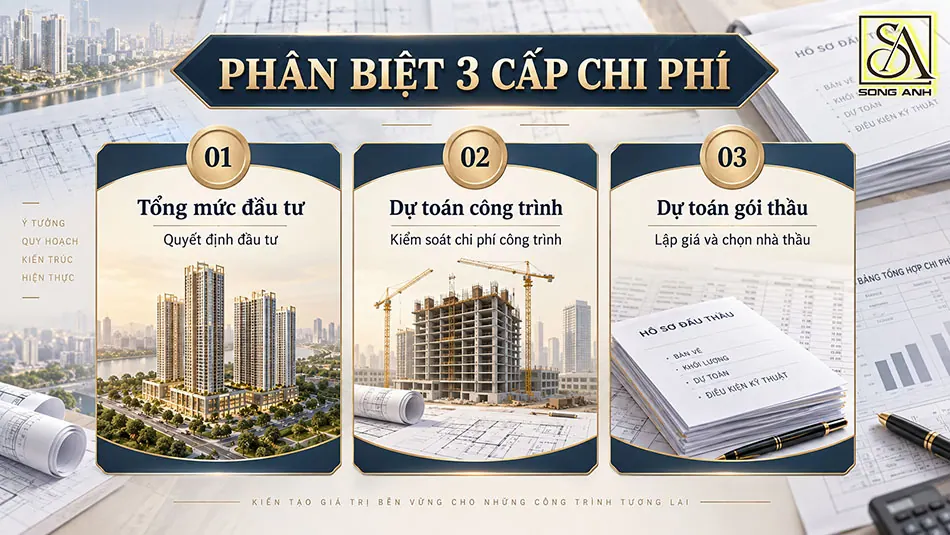 PHÂN BIỆT 3 CẤP CHI PHÍ
SA
SONG ANH
HỒ SƠ ĐẤU
BẢN VẼ
KHỐI
DỰ TOÁN
ĐIỀU KIỆN KỸ THUẬT
01
Tổng mức đầu tư
Quyết định đầu tư
02
Dự toán công trình
Kiểm soát chi phí công trình
03
Dự toán gói thầu
Lập giá và chọn nhà thầu
Ý TƯỞNG
QUY HOẠCH
KIẾN TRÚC
HIỆN THỰC
HỒ SƠ ĐẤU THẦU
• BẢN VẼ
• KHỐI LƯỢNG
• DỰ TOÁN
• ĐIỀU KIỆN KỸ THUẬT
BẢNG TỔNG HỢP CHI PHÍ
KIẾN TẠO GIÁ TRỊ BỀN VỮNG CHO NHỮNG CÔNG TRÌNH TƯƠNG LAI